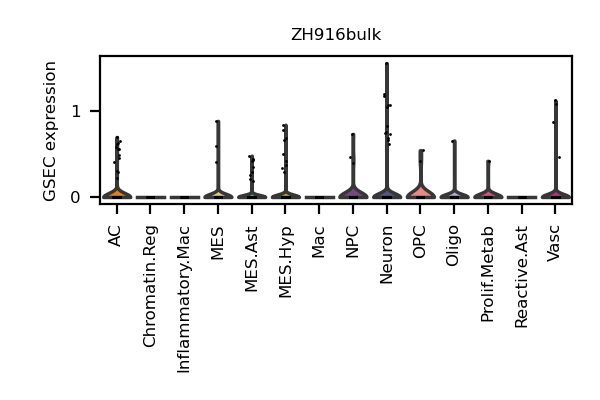 ZH916bulk
GSEC expression
1
0
AC
Chromatin.Reg
Inflammatory.Mac
MES
MES.Ast
MES.Hyp
Mac
NPC
Neuron
OPC
Oligo
Prolif.Metab
Reactive.Ast
Vasc